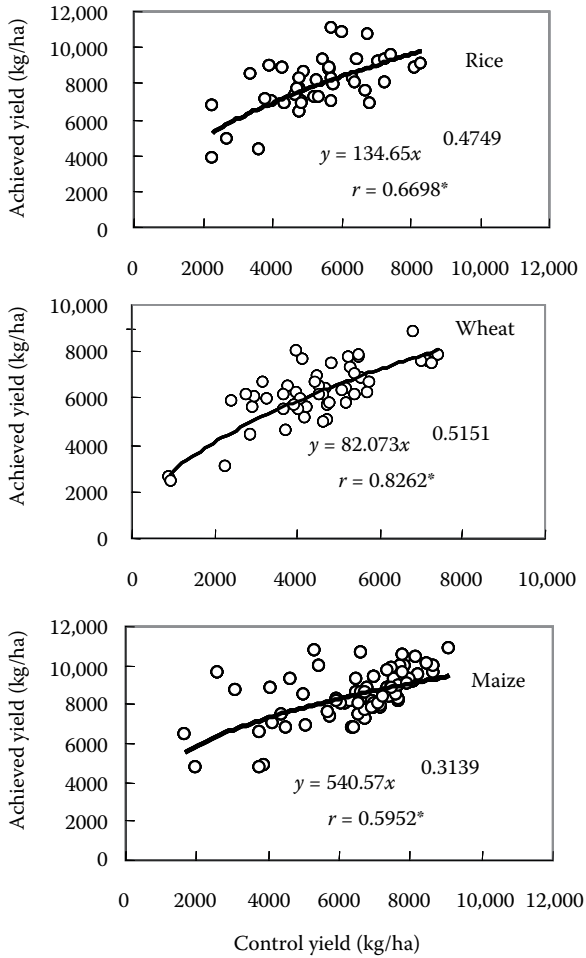 12,000
10,000
8000
6000
4000
2000
0
Achieved yield (kg/ha)
Rice
y = 134.65x^0.4749
r = 0.6698*
0 2000 4000 6000 8000 10,000 12,000
10,000
8000
6000
4000
2000
0
Achieved yield (kg/ha)
Wheat
y = 82.073x^0.5151
r = 0.8262*
0 2000 4000 6000 8000 10,000
12,000
10,000
8000
6000
4000
2000
0
Achieved yield (kg/ha)
Maize
y = 540.57x^0.3139
r = 0.5952*
0 2000 4000 6000 8000 10,000 12,000
Control yield (kg/ha)